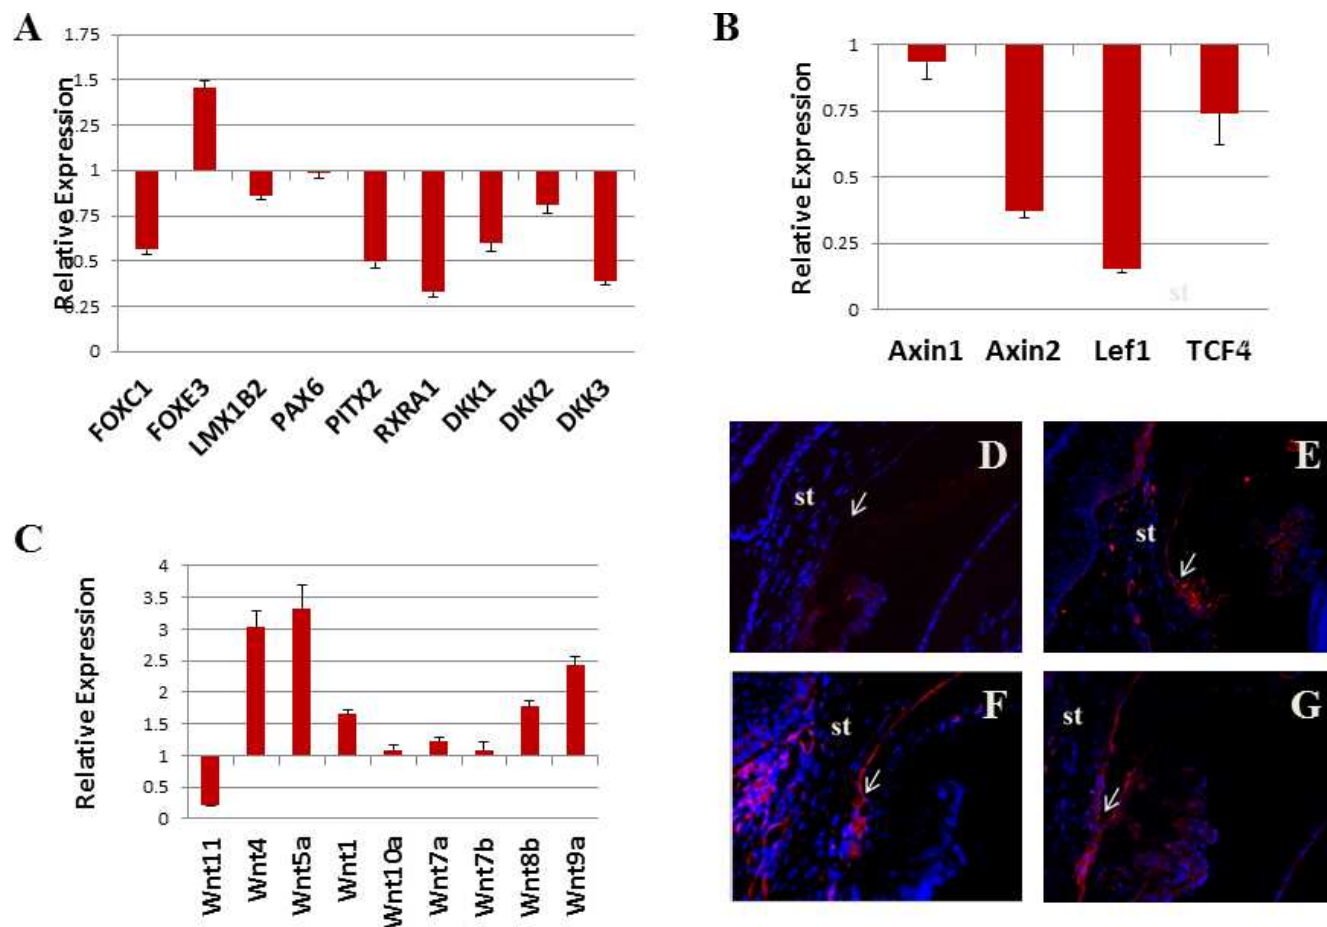 A
Relative Expression
1.75
1.5
1.25
1
0.75
0.5
0.25
0
FOXC1
FOXE3
LMX1B2
PAX6
PITX2
RXRA1
DKK1
DKK2
DKK3
B
Relative Expression
1
0.75
0.5
0.25
0
st
Axin1
Axin2
Lef1
TCF4
C
Relative Expression
4
3.5
3
2.5
2
1.5
1
0.5
0
Wnt11
Wnt4
Wnt5a
Wnt1
Wnt10a
Wnt7a
Wnt7b
Wnt8b
Wnt9a
D
st
E
st
F
st
G
st